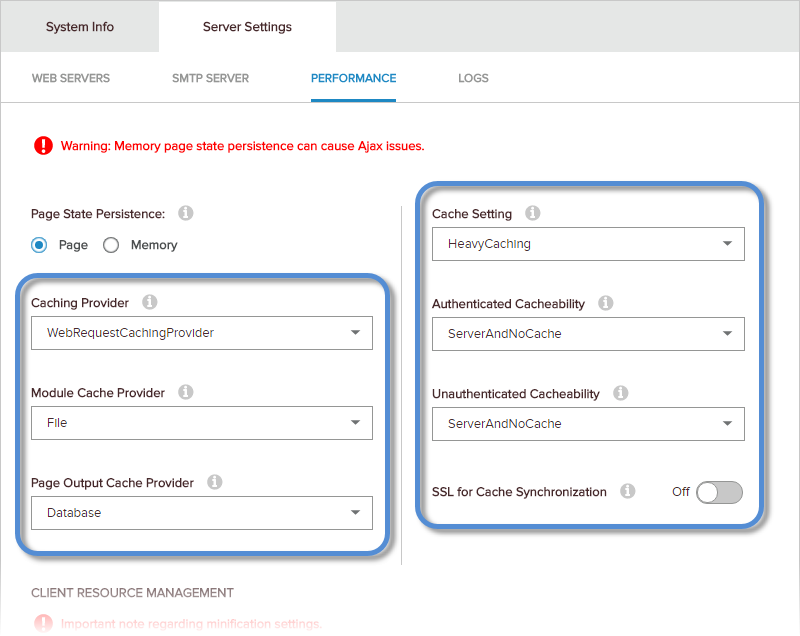 System Info
Server Settings
WEB SERVERS
SMTP SERVER
PERFORMANCE
LOGS
Warning: Memory page state persistence can cause Ajax issues.
Page State Persistence:
Page
Memory
Caching Provider
WebRequestCachingProvider
Module Cache Provider
File
Page Output Cache Provider
Database
Cache Setting
HeavyCaching
Authenticated Cacheability
ServerAndNoCache
Unauthenticated Cacheability
ServerAndNoCache
SSL for Cache Synchronization
Off
CLIENT RESOURCE MANAGEMENT
Important note regarding minification settings.